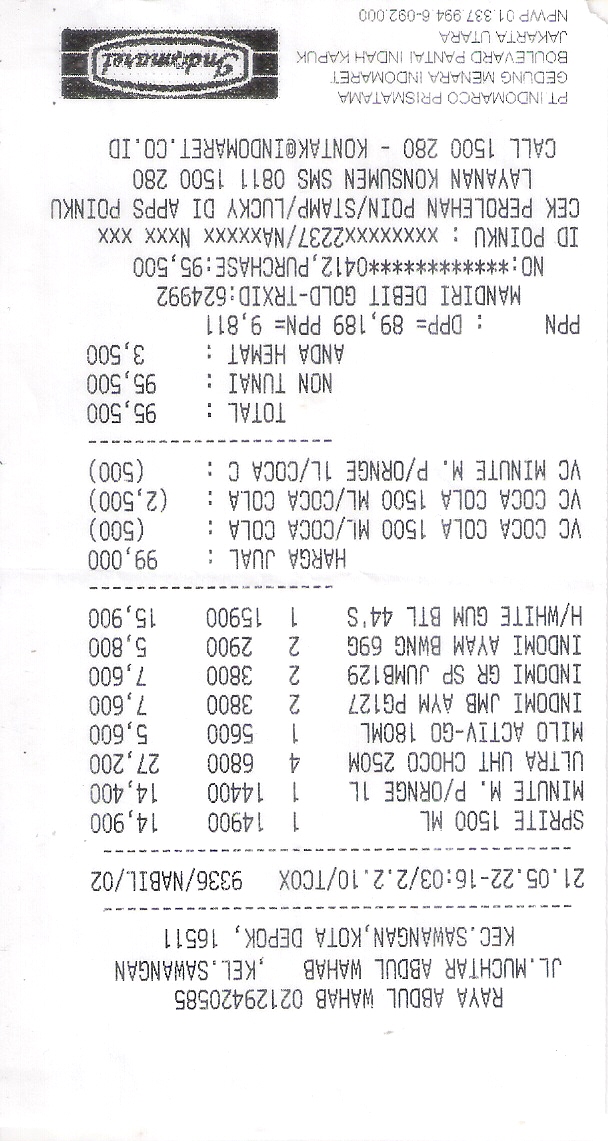 RAYA ABDUL WAHAB 02129420585
JL.MUCHTAR ABDUL WAHAB ,KEL.SAWANGAN
KEC.SAWANGAN,KOTA DEPOK, 16511
21.05.22-16:03/2.2.10/TCOX 9336/NABIL/02
SPRITE 1500 ML 1 14900 14,900
MINUTE M. P/ORNGE 1L 1 14400 14,400
ULTRA UHT CHOCO 250M 4 6800 27,200
MILO ACTIV-GO 180ML 1 5600 5,600
INDOMI JMB AYM PG127 2 3800 7,600
INDOMI GR SP JUMB129 2 3800 7,600
INDOMI AYAM BWNG 69G 2 2900 5,800
H/WHITE GUM BTL 44'S 1 15900 15,900
HARGA JUAL : 99,000
VC COCA COLA 1500 ML/COCA COLA : (500)
VC COCA COLA 1500 ML/COCA COLA : (2,500)
VC MINUTE M. P/ORNGE 1L/COCA C : (500)
TOTAL : 95,500
NON TUNAI : 95,500
ANDA HEMAT : 3,500
PPN : DPP= 89,189 PPN= 9,811
MANDIRI DEBIT GOLD-TRXID:624992
NO:************0412,PURCHASE:95,500
ID POINKU : xxxxxxxx2237/NAxxxxx Nxxx xxx
CEK PEROLEHAN POIN/STAMP/LUCKY DI APPS POINKU
LAYANAN KONSUMEN SMS 0811 1500 280
CALL 1500 280 - KONTAK@INDOMARET.CO.ID
PT INDOMARCO PRISMATAMA
GEDUNG MENARA INDOMARET
BOULEVARD PANTAI INDAH KAPUK
JAKARTA UTARA
NPWP 01.337.994.6-092.000
Indomaret